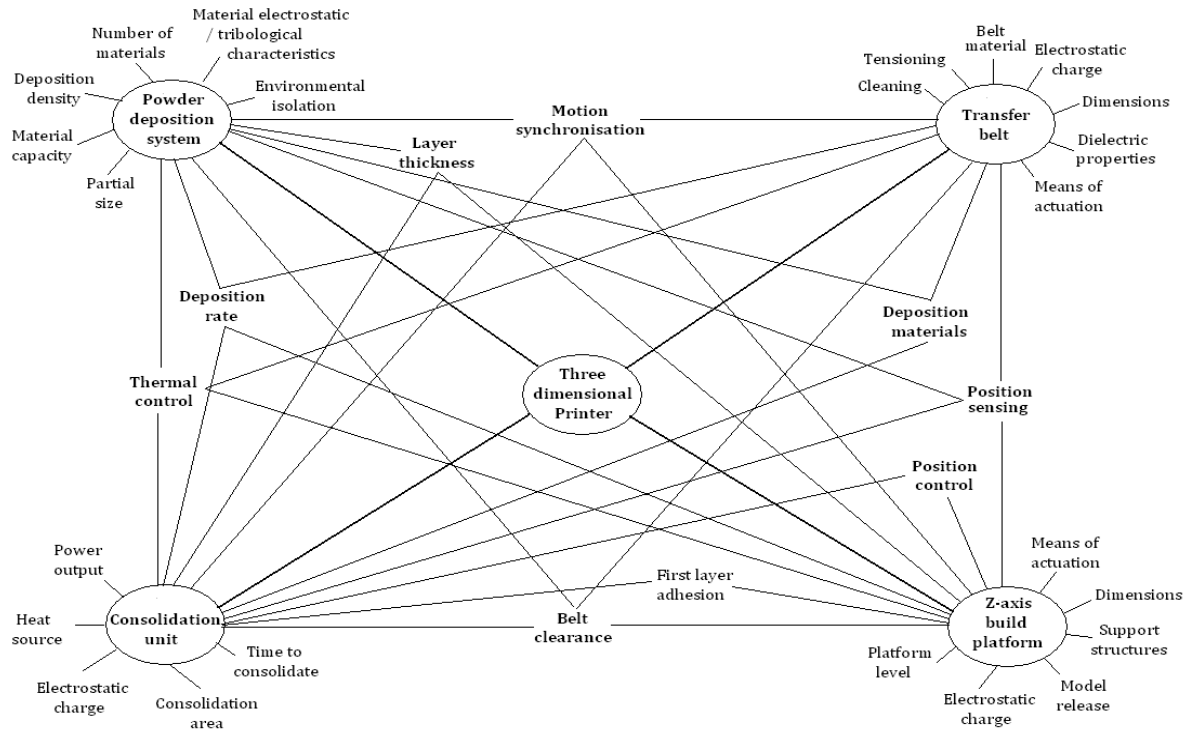 Number of
materials
Material electrostatic
/ tribological
characteristics
Deposition
density
Environmental
isolation
Powder
deposition
system
Material
capacity
Partial
size
Belt
material
Tensioning
Electrostatic
charge
Cleaning
Dimensions
Transfer
belt
Dielectric
properties
Means of
actuation
Motion
synchronisation
Layer
thickness
Deposition
rate
Deposition
materials
Thermal
control
Three
dimensional
Printer
Position
sensing
Position
control
Power
output
First layer
adhesion
Means of
actuation
Heat
source
Consolidation
unit
Belt
clearance
Z-axis
build
platform
Dimensions
Support
structures
Time to
consolidate
Platform
level
Electrostatic
charge
Consolidation
area
Electrostatic
charge
Model
release